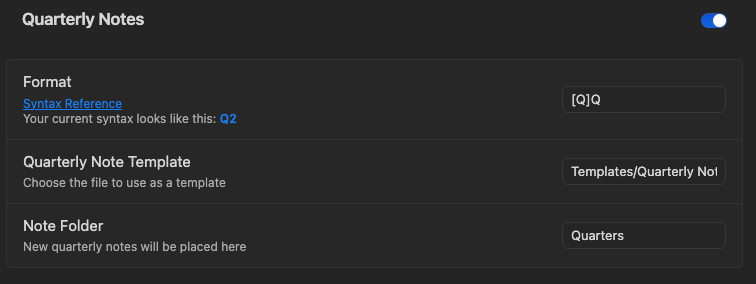 Quarterly Notes
Format
Syntax Reference
Your current syntax looks like this: Q2
[Q]Q
Quarterly Note Template
Choose the file to use as a template
Templates/Quarterly Not
Note Folder
New quarterly notes will be placed here
Quarters